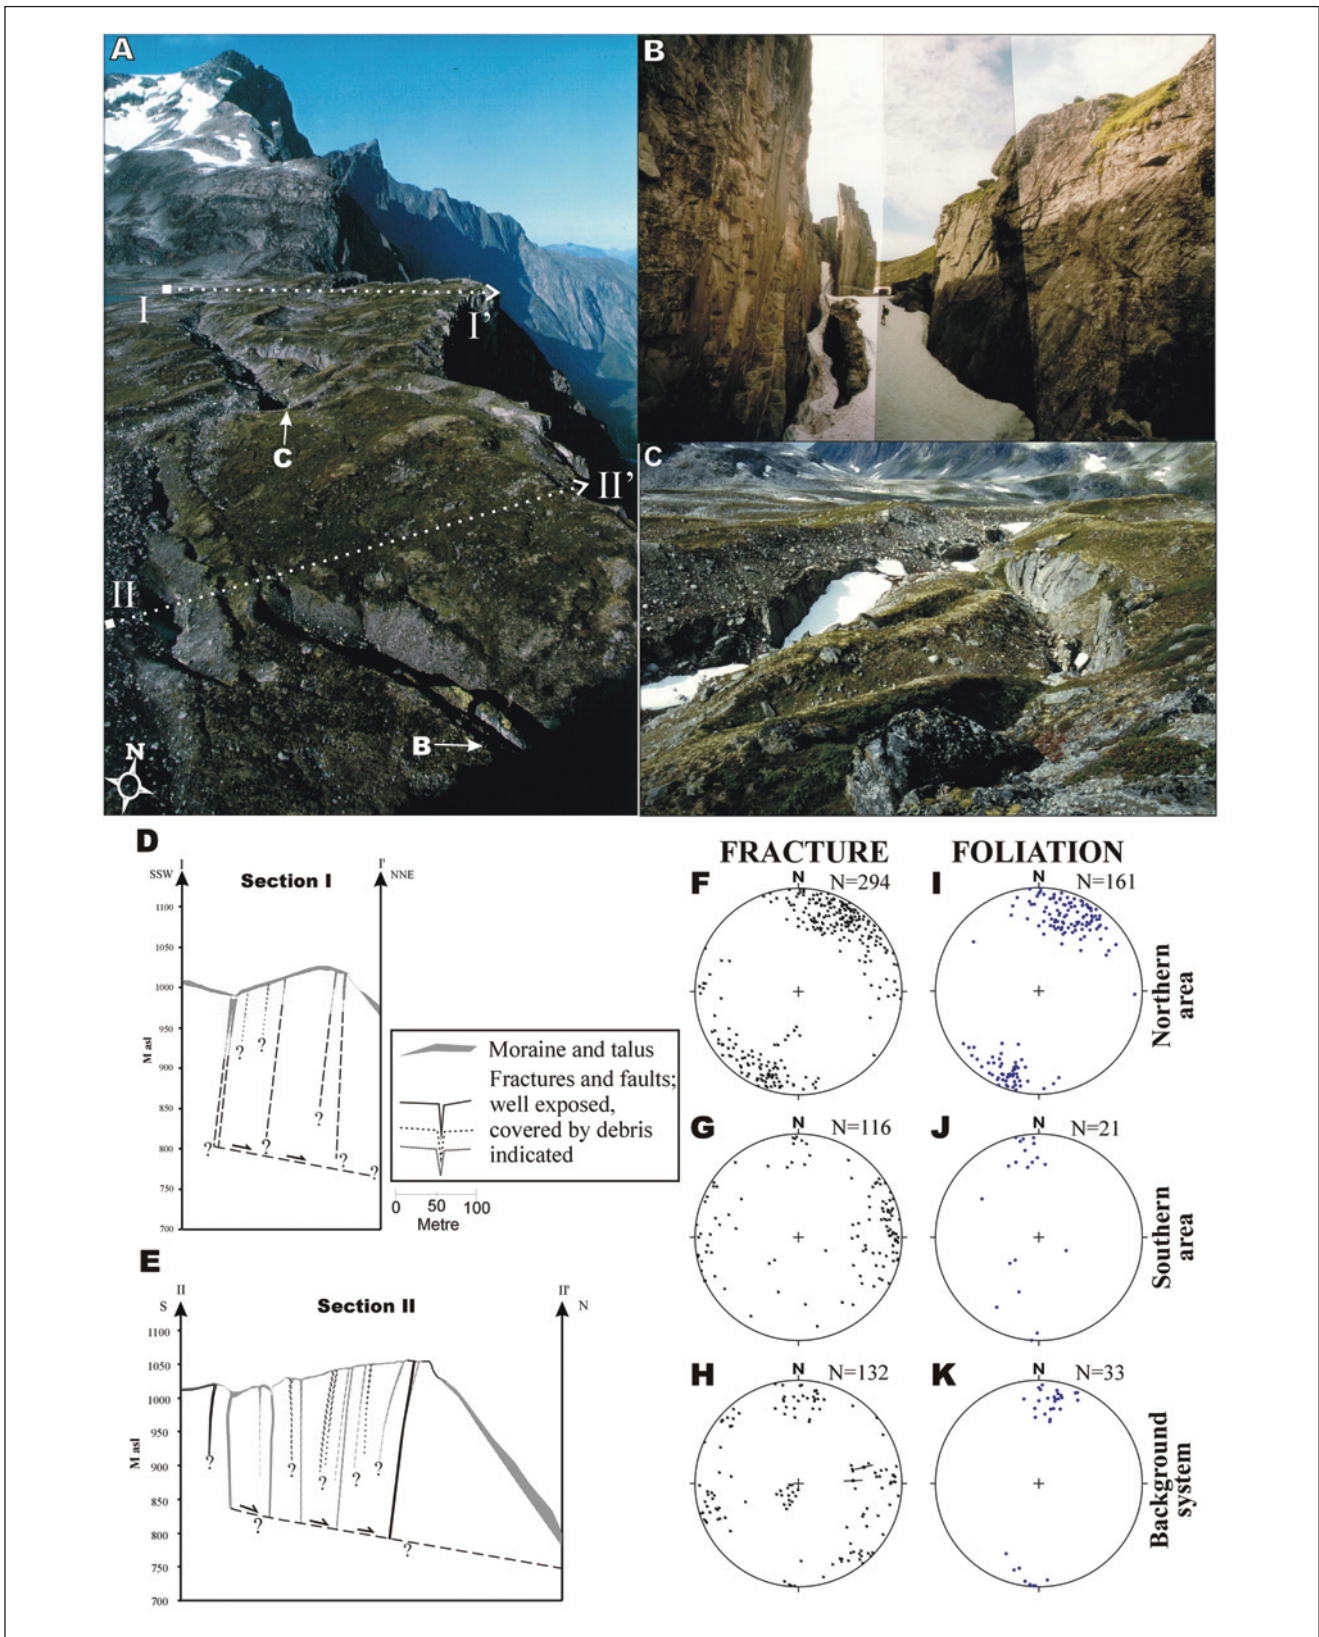 A
B
I
I'
C
II'
II
N
B
C
D
I
I'
SSW
Section I
NNE
1100
1050
1000
950
M asl
900
850
800
750
700
?
?
?
?
?
?
?
Moraine and talus
Fractures and faults;
well exposed,
covered by debris
indicated
0 50 100
Metre
E
II
II'
S
Section II
N
1100
1050
1000
950
M asl
900
850
800
750
700
?
?
?
?
?
?
?
FRACTURE
FOLIATION
F
N
N=294
I
N
N=161
Northern
area
G
N
N=116
J
N
N=21
Southern
area
H
N
N=132
K
N
N=33
Background
system